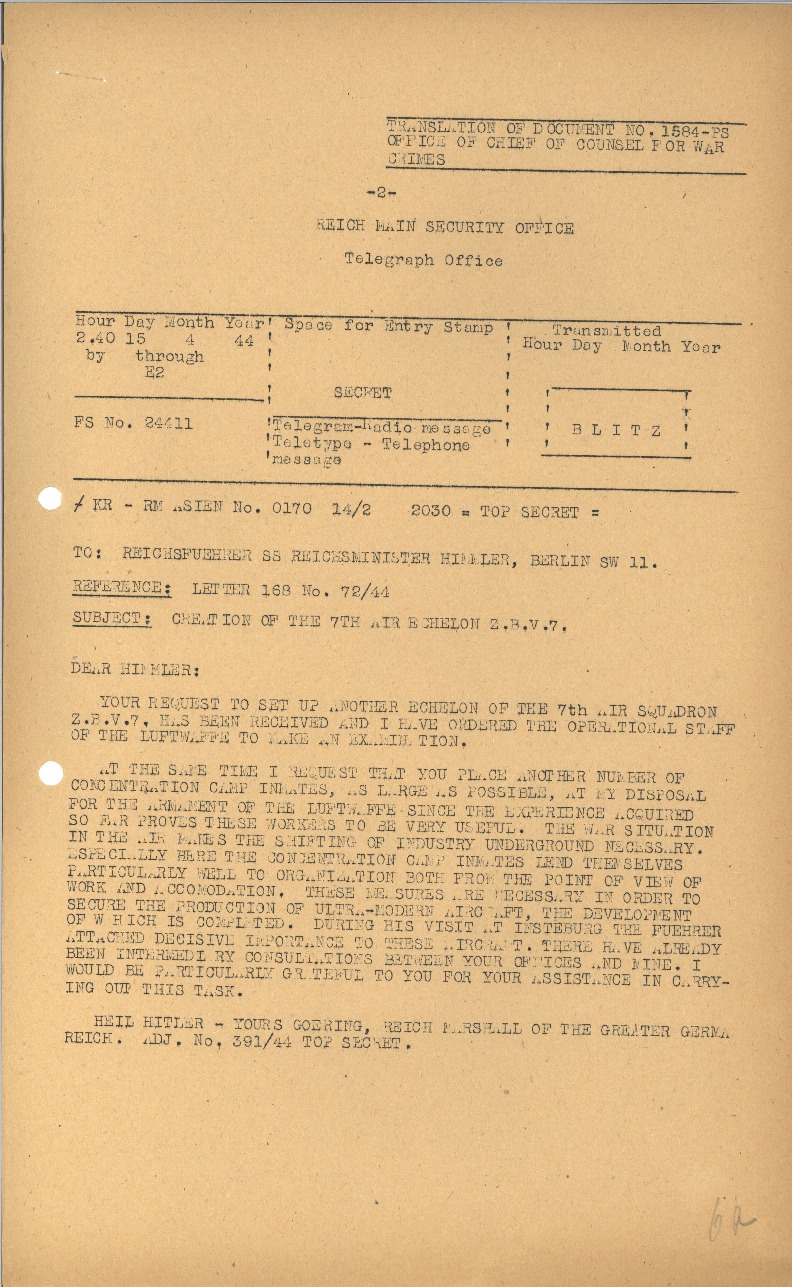 TRANSLATION OF DOCUMENT NO. 1584-PS
OFFICE OF CHIEF OF COUNSEL FOR WAR
CRIMES
-2-
REICH MAIN SECURITY OFFICE
Telegraph Office
Hour Day Month Year Space for Entry Stamp Transmitted
2.40 15 4 44 Hour Day Month Year
by through
E2
SECRET
FS No. 24411 Telegram-Radio message B L I T Z
Teletype - Telephone
message
/ KR - RM ASIEN No. 0170 14/2 2030 = TOP SECRET =
TO: REICHSFUEHRER SS REICHSMINISTER HIMMLER, BERLIN SW 11.
REFERENCE: LETTER 168 No. 72/44
SUBJECT: CREATION OF THE 7TH AIR ECHELON Z.B.V.7.
DEAR HIMMLER:
YOUR REQUEST TO SET UP ANOTHER ECHELON OF THE 7th AIR SQUADRON
Z.B.V.7. HAS BEEN RECEIVED AND I HAVE ORDERED THE OPERATIONAL STAFF
OF THE LUFTWAFFE TO MAKE AN EXAMINATION.
AT THE SAME TIME I REQUEST THAT YOU PLACE ANOTHER NUMBER OF
CONCENTRATION CAMP INMATES, AS LARGE AS POSSIBLE, AT MY DISPOSAL
FOR THE ARMAMENT OF THE LUFTWAFFE SINCE THE EXPERIENCE ACQUIRED
SO FAR PROVES THESE WORKERS TO BE VERY USEFUL. THE WAR SITUATION
IN THE AIR MAKES THE SHIFTING OF INDUSTRY UNDERGROUND NECESSARY.
ESPECIALLY HERE THE CONCENTRATION CAMP INMATES LEND THEMSELVES
PARTICULARLY WELL TO ORGANIZATION BOTH FROM THE POINT OF VIEW OF
WORK AND ACCOMODATION. THESE MEASURES ARE NECESSARY IN ORDER TO
SECURE THE PRODUCTION OF ULTRA-MODERN AIRCRAFT, THE DEVELOPMENT
OF WHICH IS COMPLETED. DURING HIS VISIT AT INSTEBURG THE FUEHRER
ATTACHED DECISIVE IMPORTANCE TO THESE AIRCRAFT. THERE HAVE ALREADY
BEEN INTERMEDIARY CONSULTATIONS BETWEEN YOUR OFFICES AND MINE. I
WOULD BE PARTICULARLY GRATEFUL TO YOU FOR YOUR ASSISTANCE IN CARRY-
ING OUT THIS TASK.
HEIL HITLER - YOURS GOERING, REICH MARSHALL OF THE GREATER GERMA
REICH. ADJ. No. 391/44 TOP SECRET.
6a